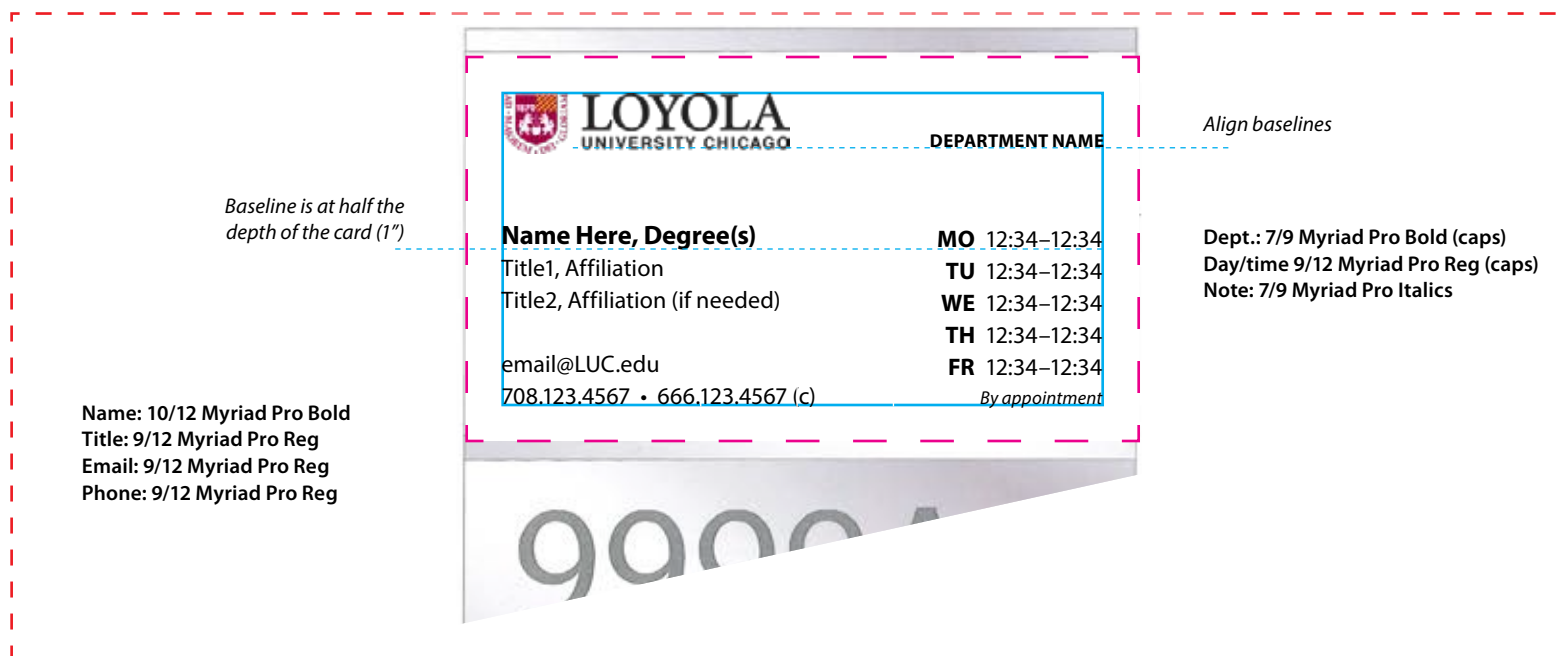 1870
LOYOLA
UNIVERSITY CHICAGO
DEPARTMENT NAME
Align baselines
Baseline is at half the
depth of the card (1”)
Name Here, Degree(s)
Title1, Affiliation
Title2, Affiliation (if needed)
email@LUC.edu
708.123.4567 • 666.123.4567 (c)
MO 12:34–12:34
TU 12:34–12:34
WE 12:34–12:34
TH 12:34–12:34
FR 12:34–12:34
By appointment
Dept.: 7/9 Myriad Pro Bold (caps)
Day/time 9/12 Myriad Pro Reg (caps)
Note: 7/9 Myriad Pro Italics
Name: 10/12 Myriad Pro Bold
Title: 9/12 Myriad Pro Reg
Email: 9/12 Myriad Pro Reg
Phone: 9/12 Myriad Pro Reg